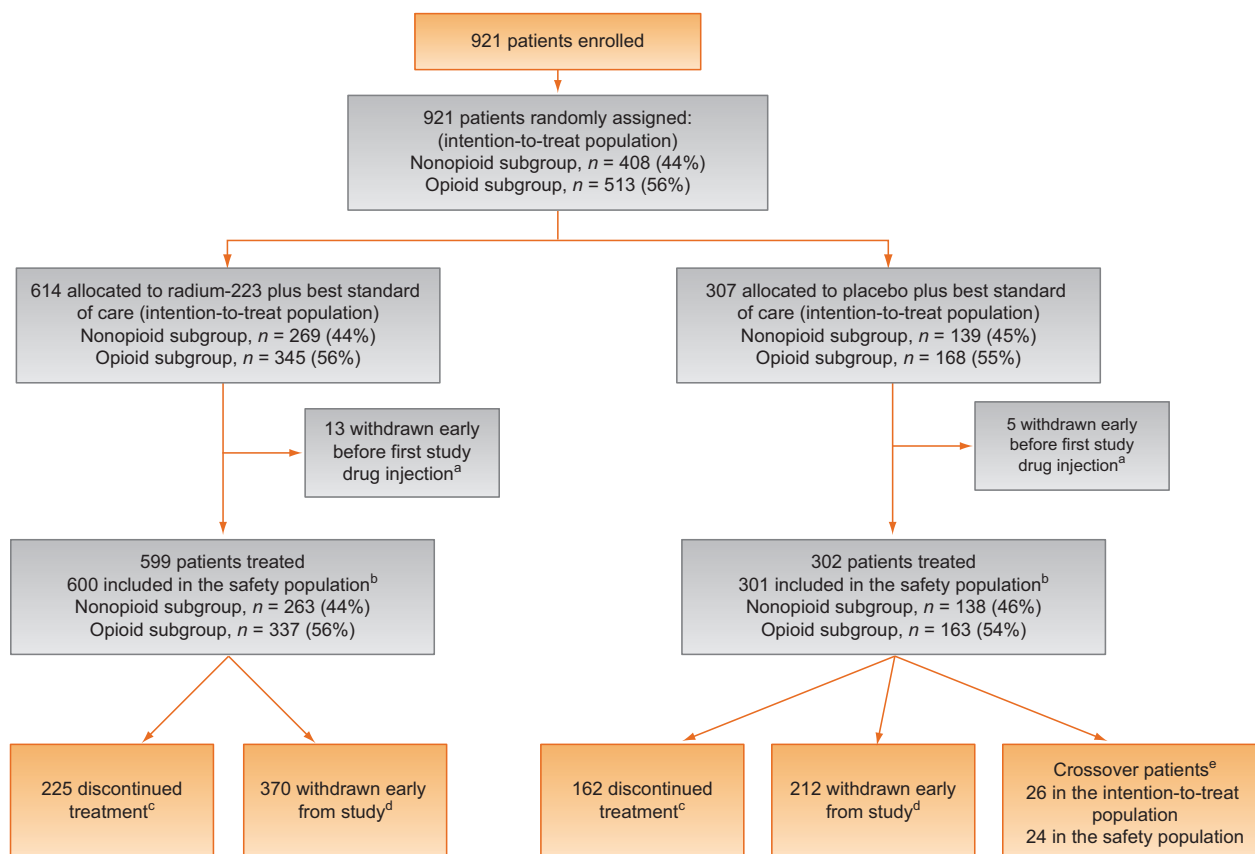 921 patients enrolled
921 patients randomly assigned:
(intention-to-treat population)
Nonopioid subgroup, n = 408 (44%)
Opioid subgroup, n = 513 (56%)
614 allocated to radium-223 plus best standard
of care (intention-to-treat population)
Nonopioid subgroup, n = 269 (44%)
Opioid subgroup, n = 345 (56%)
307 allocated to placebo plus best standard
of care (intention-to-treat population)
Nonopioid subgroup, n = 139 (45%)
Opioid subgroup, n = 168 (55%)
13 withdrawn early
before first study
drug injectionᵃ
5 withdrawn early
before first study
drug injectionᵃ
599 patients treated
600 included in the safety populationᵇ
Nonopioid subgroup, n = 263 (44%)
Opioid subgroup, n = 337 (56%)
302 patients treated
301 included in the safety populationᵇ
Nonopioid subgroup, n = 138 (46%)
Opioid subgroup, n = 163 (54%)
225 discontinued
treatmentᶜ
370 withdrawn early
from studyᵈ
162 discontinued
treatmentᶜ
212 withdrawn early
from studyᵈ
Crossover patientsᵉ
26 in the intention-to-treat
population
24 in the safety population